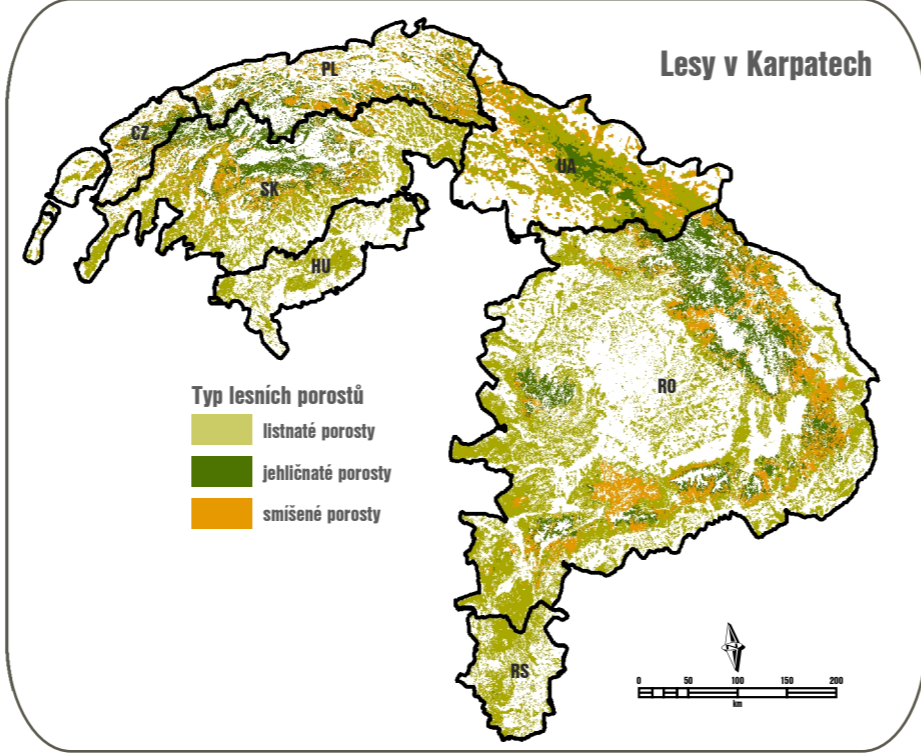 Lesy v Karpatech
PL
CZ
UA
SK
HU
RO
Typ lesních porostů
listnaté porosty
jehličnaté porosty
smíšené porosty
RS
N
0 50 100 150 200
km